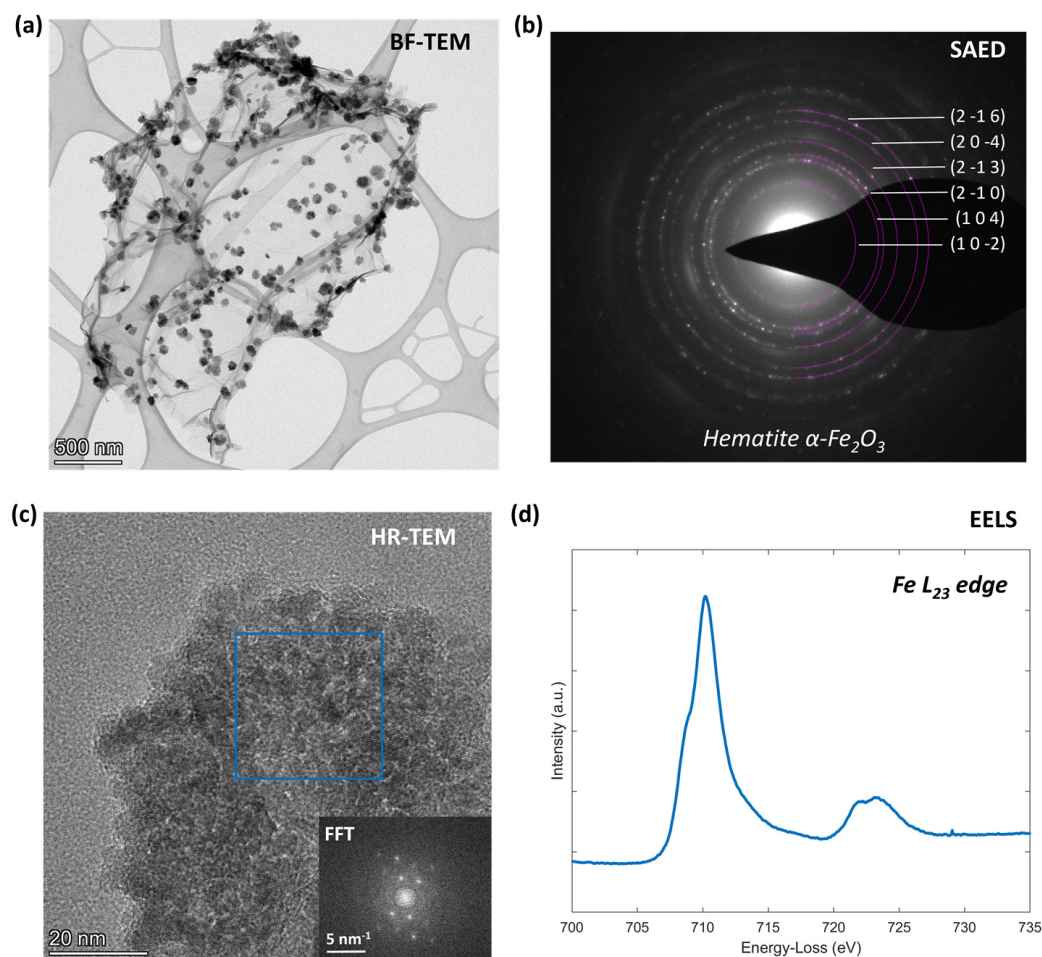 (a)
BF-TEM
500 nm
(b)
SAED
(2 -1 6)
(2 0 -4)
(2 -1 3)
(2 -1 0)
(1 0 4)
(1 0 -2)
Hematite α-Fe₂O₃
(c)
HR-TEM
FFT
5 nm⁻¹
20 nm
(d)
EELS
Fe L₂₃ edge
Intensity (a.u.)
700 705 710 715 720 725 730 735
Energy-Loss (eV)